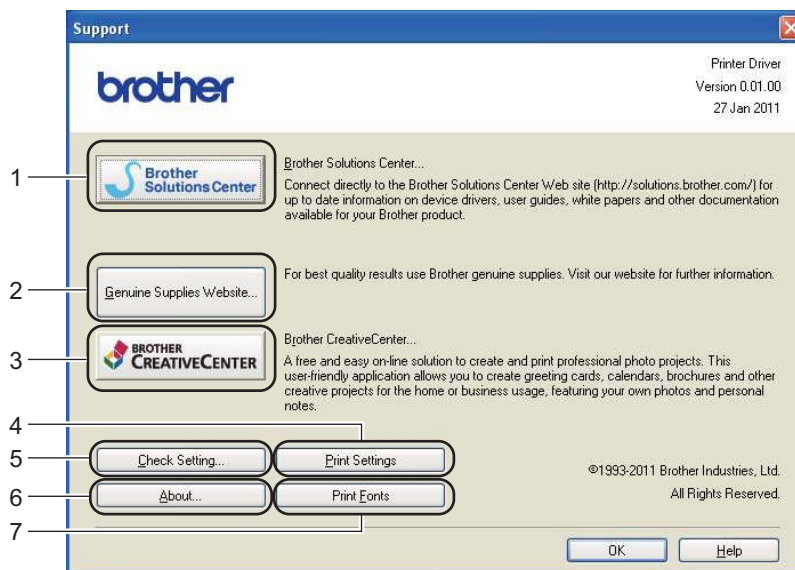 Support
brother
Printer Driver
Version 0.01.00
27 Jan 2011
1
Brother
Solutions Center
Brother Solutions Center...
Connect directly to the Brother Solutions Center Web site (http://solutions.brother.com/) for
up to date information on device drivers, user guides, white papers and other documentation
available for your Brother product.
2
Genuine Supplies Website...
For best quality results use Brother genuine supplies. Visit our website for further information.
3
BROTHER
CREATIVECENTER
Brother CreativeCenter...
A free and easy on-line solution to create and print professional photo projects. This
user-friendly application allows you to create greeting cards, calendars, brochures and other
creative projects for the home or business usage, featuring your own photos and personal
notes.
4
5
Check Setting...
Print Settings
©1993-2011 Brother Industries, Ltd.
6
About...
Print Fonts
All Rights Reserved.
7
OK
Help